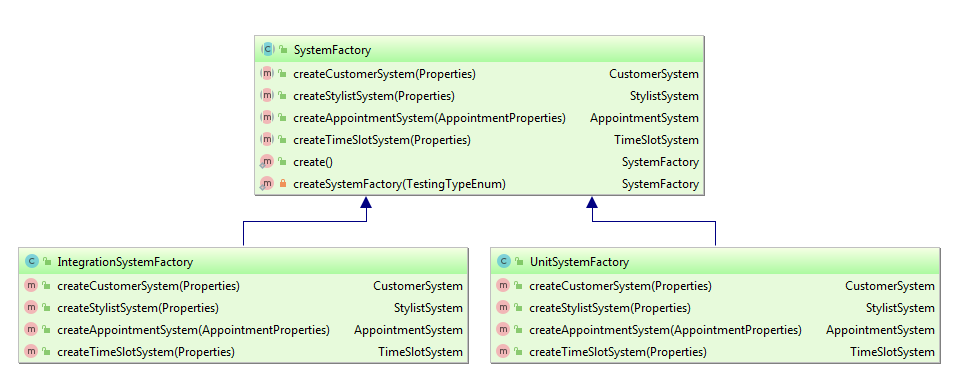 SystemFactory
createCustomerSystem(Properties) CustomerSystem
createStylistSystem(Properties) StylistSystem
createAppointmentSystem(AppointmentProperties) AppointmentSystem
createTimeSlotSystem(Properties) TimeSlotSystem
create() SystemFactory
createSystemFactory(TestingTypeEnum) SystemFactory
IntegrationSystemFactory
createCustomerSystem(Properties) CustomerSystem
createStylistSystem(Properties) StylistSystem
createAppointmentSystem(AppointmentProperties) AppointmentSystem
createTimeSlotSystem(Properties) TimeSlotSystem
UnitSystemFactory
createCustomerSystem(Properties) CustomerSystem
createStylistSystem(Properties) StylistSystem
createAppointmentSystem(AppointmentProperties) AppointmentSystem
createTimeSlotSystem(Properties) TimeSlotSystem